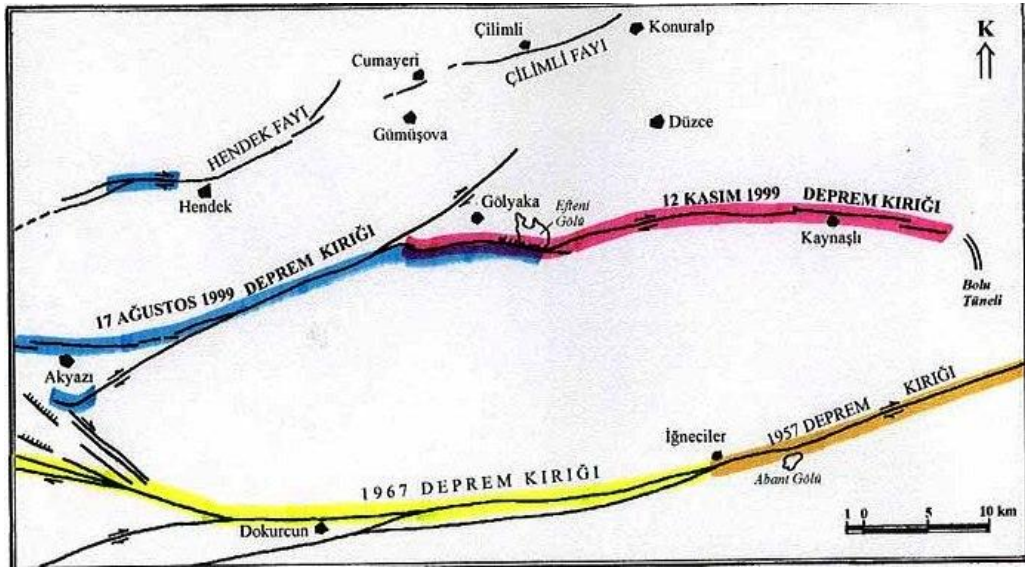 Çilimli
Konuralp
K
Cumayeri
ÇİLİMLİ FAYI
HENDEK FAYI
Gümüşova
Düzce
Hendek
Gölyaka
Efteni
Gölü
12 KASIM 1999 DEPREM KIRIĞI
Kaynaşlı
17 AĞUSTOS 1999 DEPREM KIRIĞI
Bolu
Tüneli
Akyazı
1957 DEPREM KIRIĞI
İğneciler
Abant Gölü
1967 DEPREM KIRIĞI
Dokurcun
1 0 5 10 km